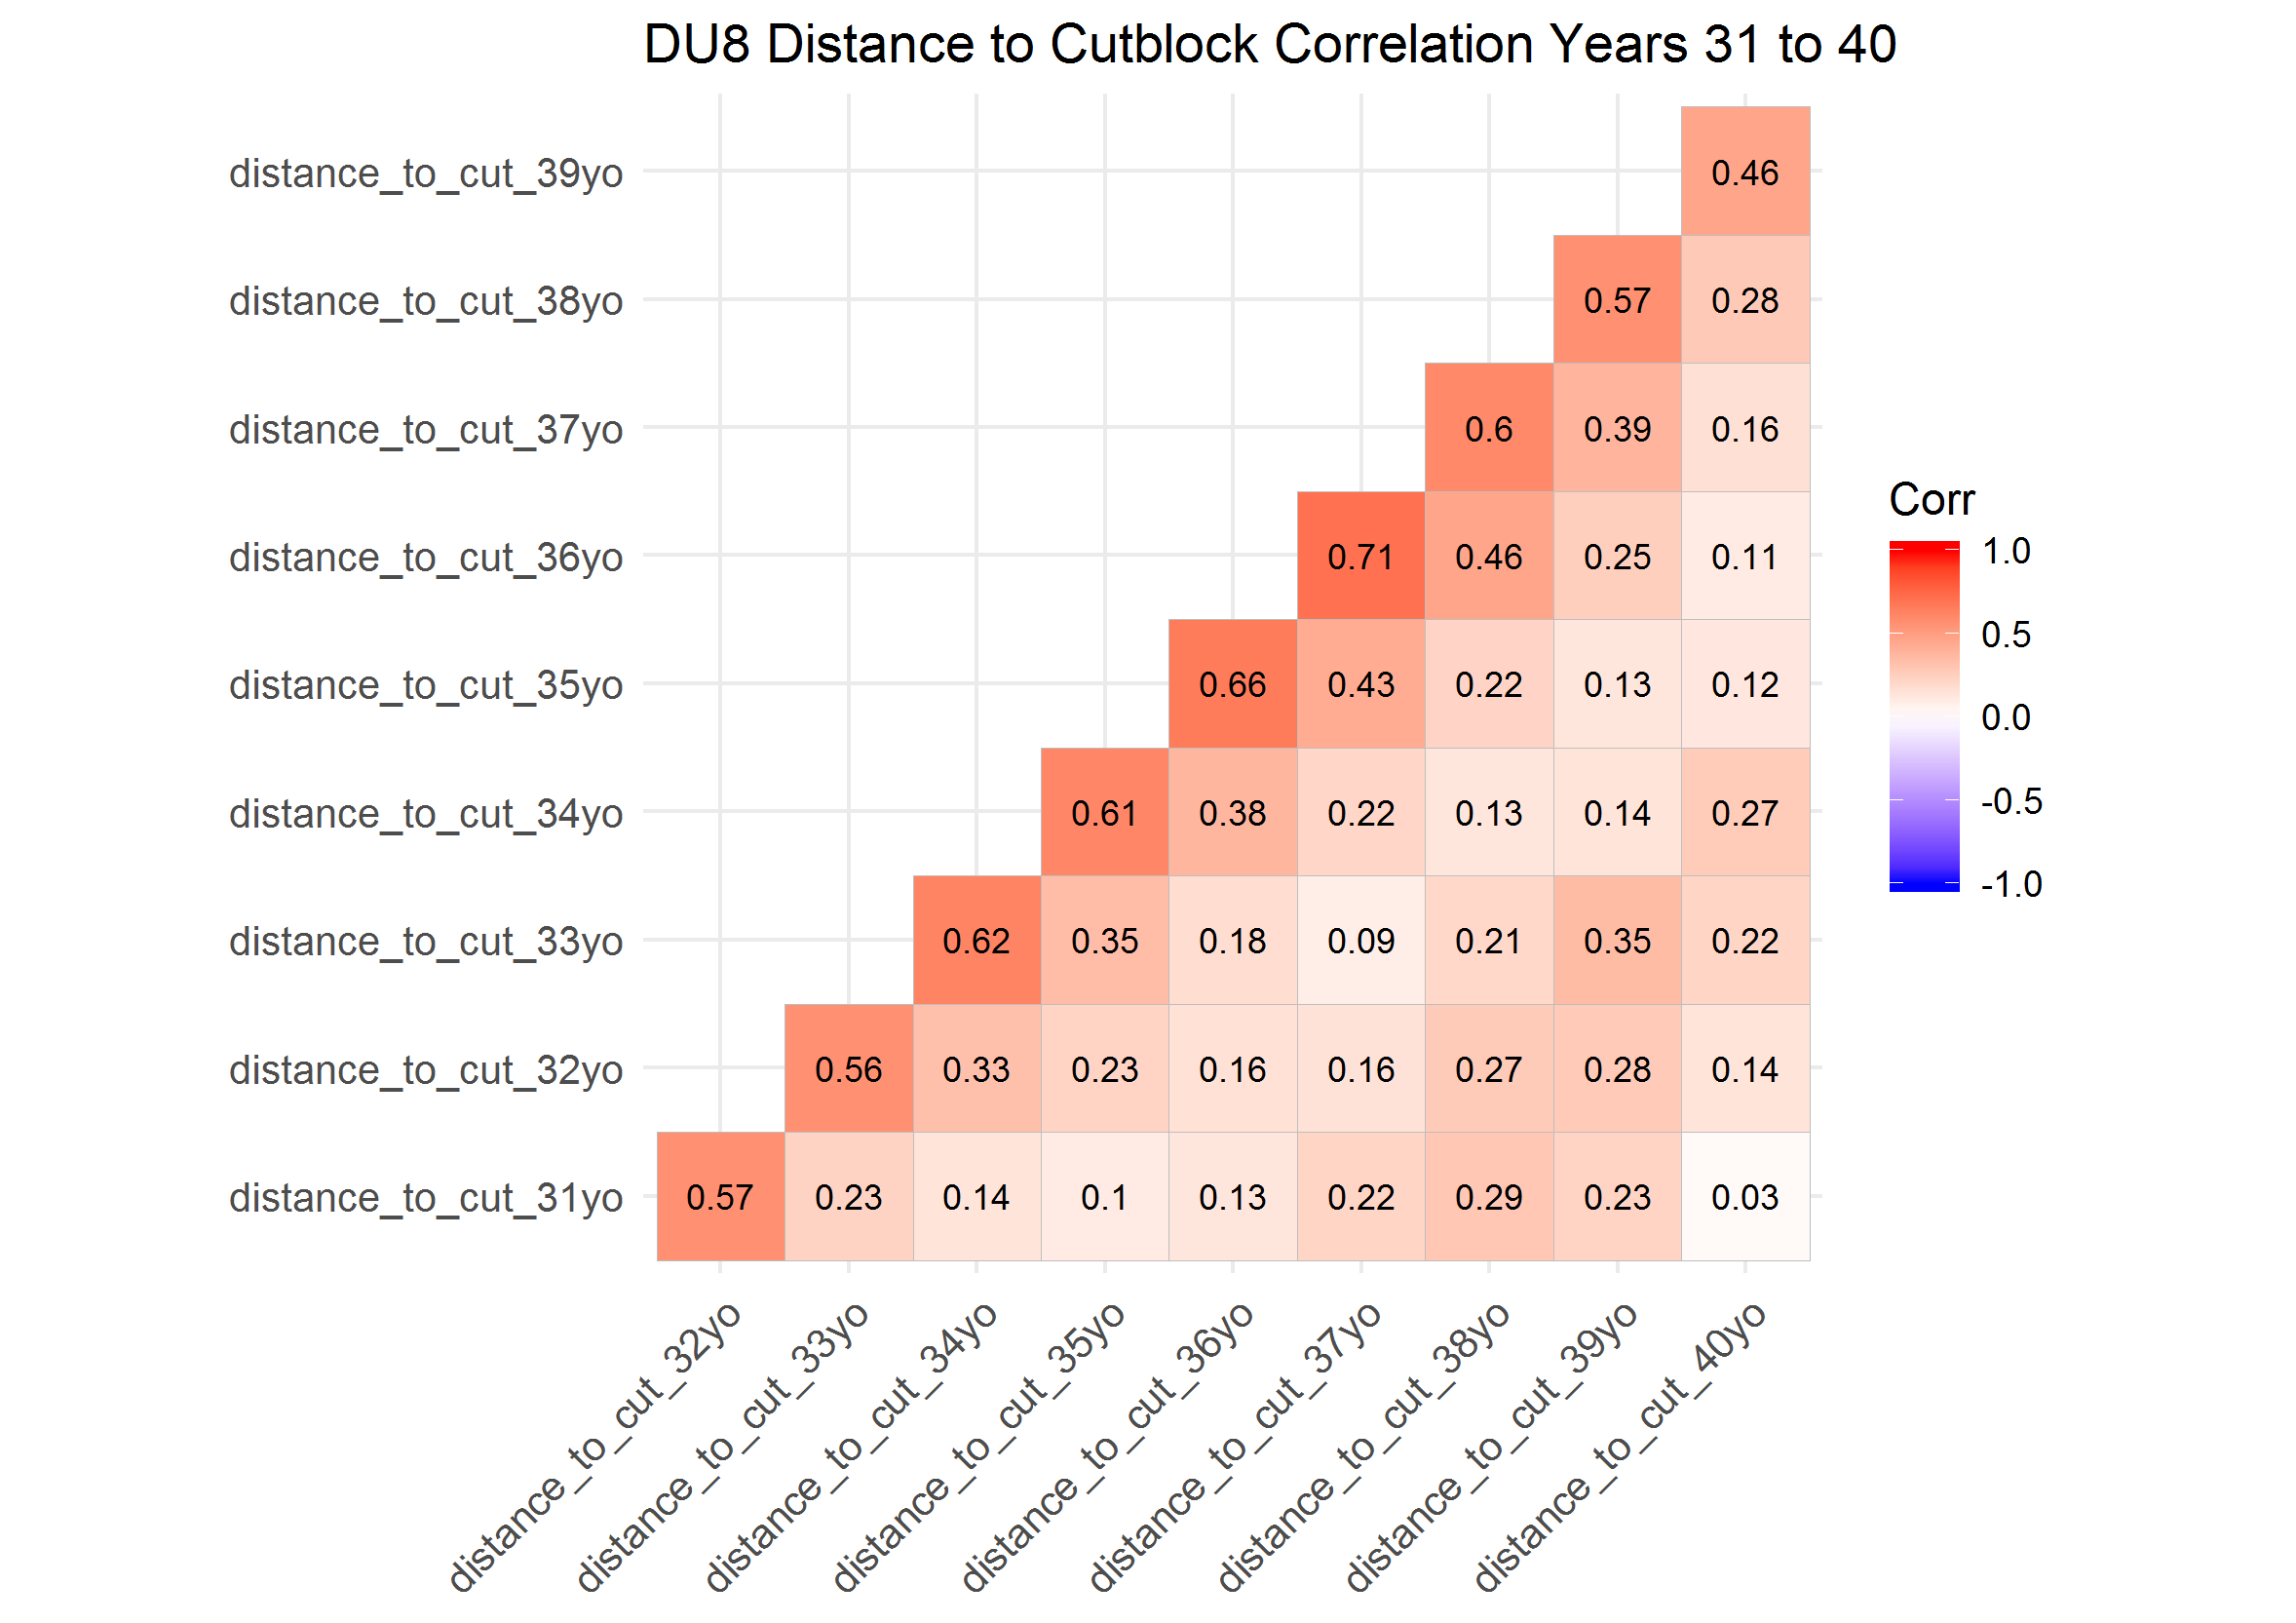 DU8 Distance to Cutblock Correlation Years 31 to 40
distance_to_cut_39yo 0.46
distance_to_cut_38yo 0.57 0.28
distance_to_cut_37yo 0.6 0.39 0.16
distance_to_cut_36yo 0.71 0.46 0.25 0.11
distance_to_cut_35yo 0.66 0.43 0.22 0.13 0.12
distance_to_cut_34yo 0.61 0.38 0.22 0.13 0.14 0.27
distance_to_cut_33yo 0.62 0.35 0.18 0.09 0.21 0.35 0.22
distance_to_cut_32yo 0.56 0.33 0.23 0.16 0.16 0.27 0.28 0.14
distance_to_cut_31yo 0.57 0.23 0.14 0.1 0.13 0.22 0.29 0.23 0.03
distance_to_cut_32yo
distance_to_cut_33yo
distance_to_cut_34yo
distance_to_cut_35yo
distance_to_cut_36yo
distance_to_cut_37yo
distance_to_cut_38yo
distance_to_cut_39yo
distance_to_cut_40yo
Corr
1.0
0.5
0.0
-0.5
-1.0